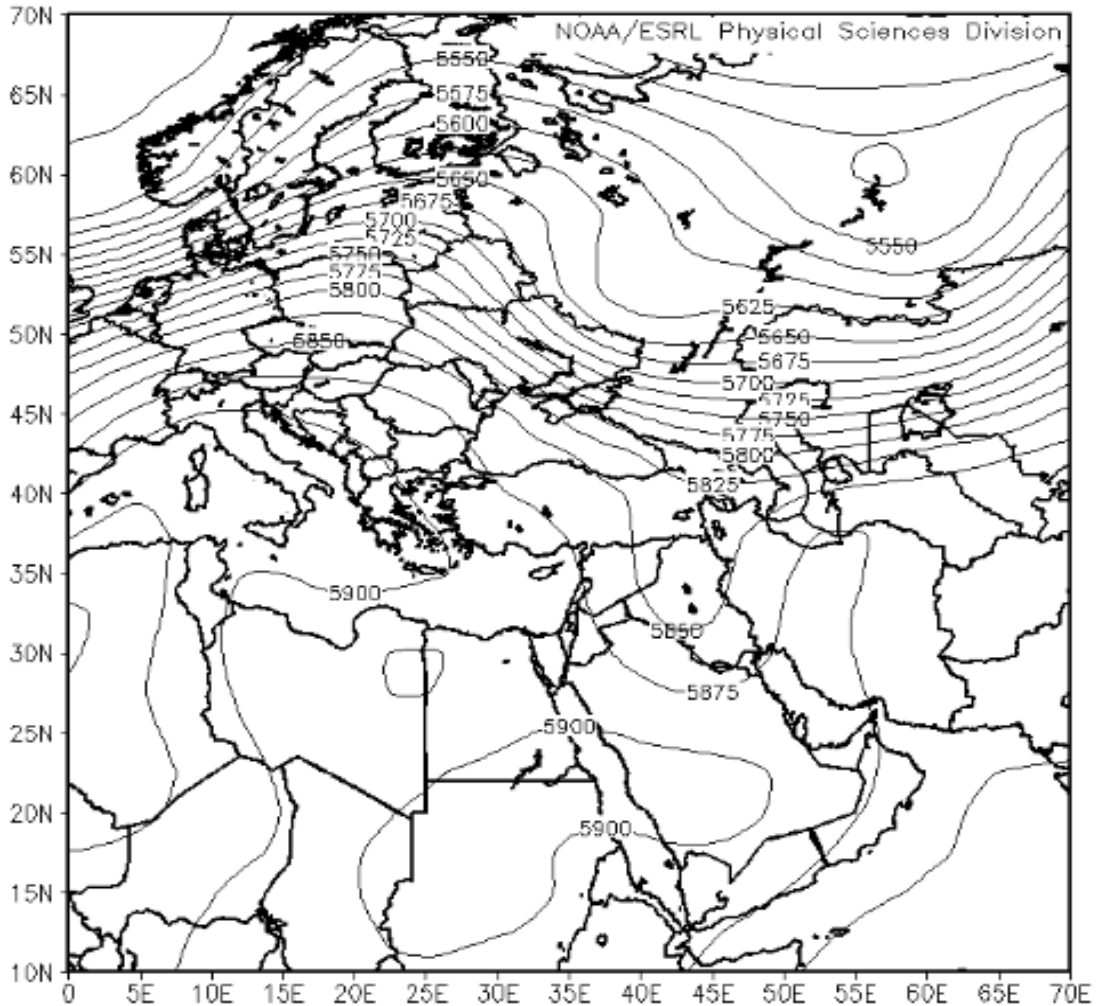 70N
NOAA/ESRL Physical Sciences Division
5550
65N
5575
5600
60N
5650
5675
5700
5725
55N
5550
5750
5775
5800
5625
50N
5650
5850
5675
5700
5725
45N
5750
5775
5800
5825
40N
35N
5900
5850
30N
5875
5900
25N
20N
5900
15N
10N
0 5E 10E 15E 20E 25E 30E 35E 40E 45E 50E 55E 60E 65E 70E